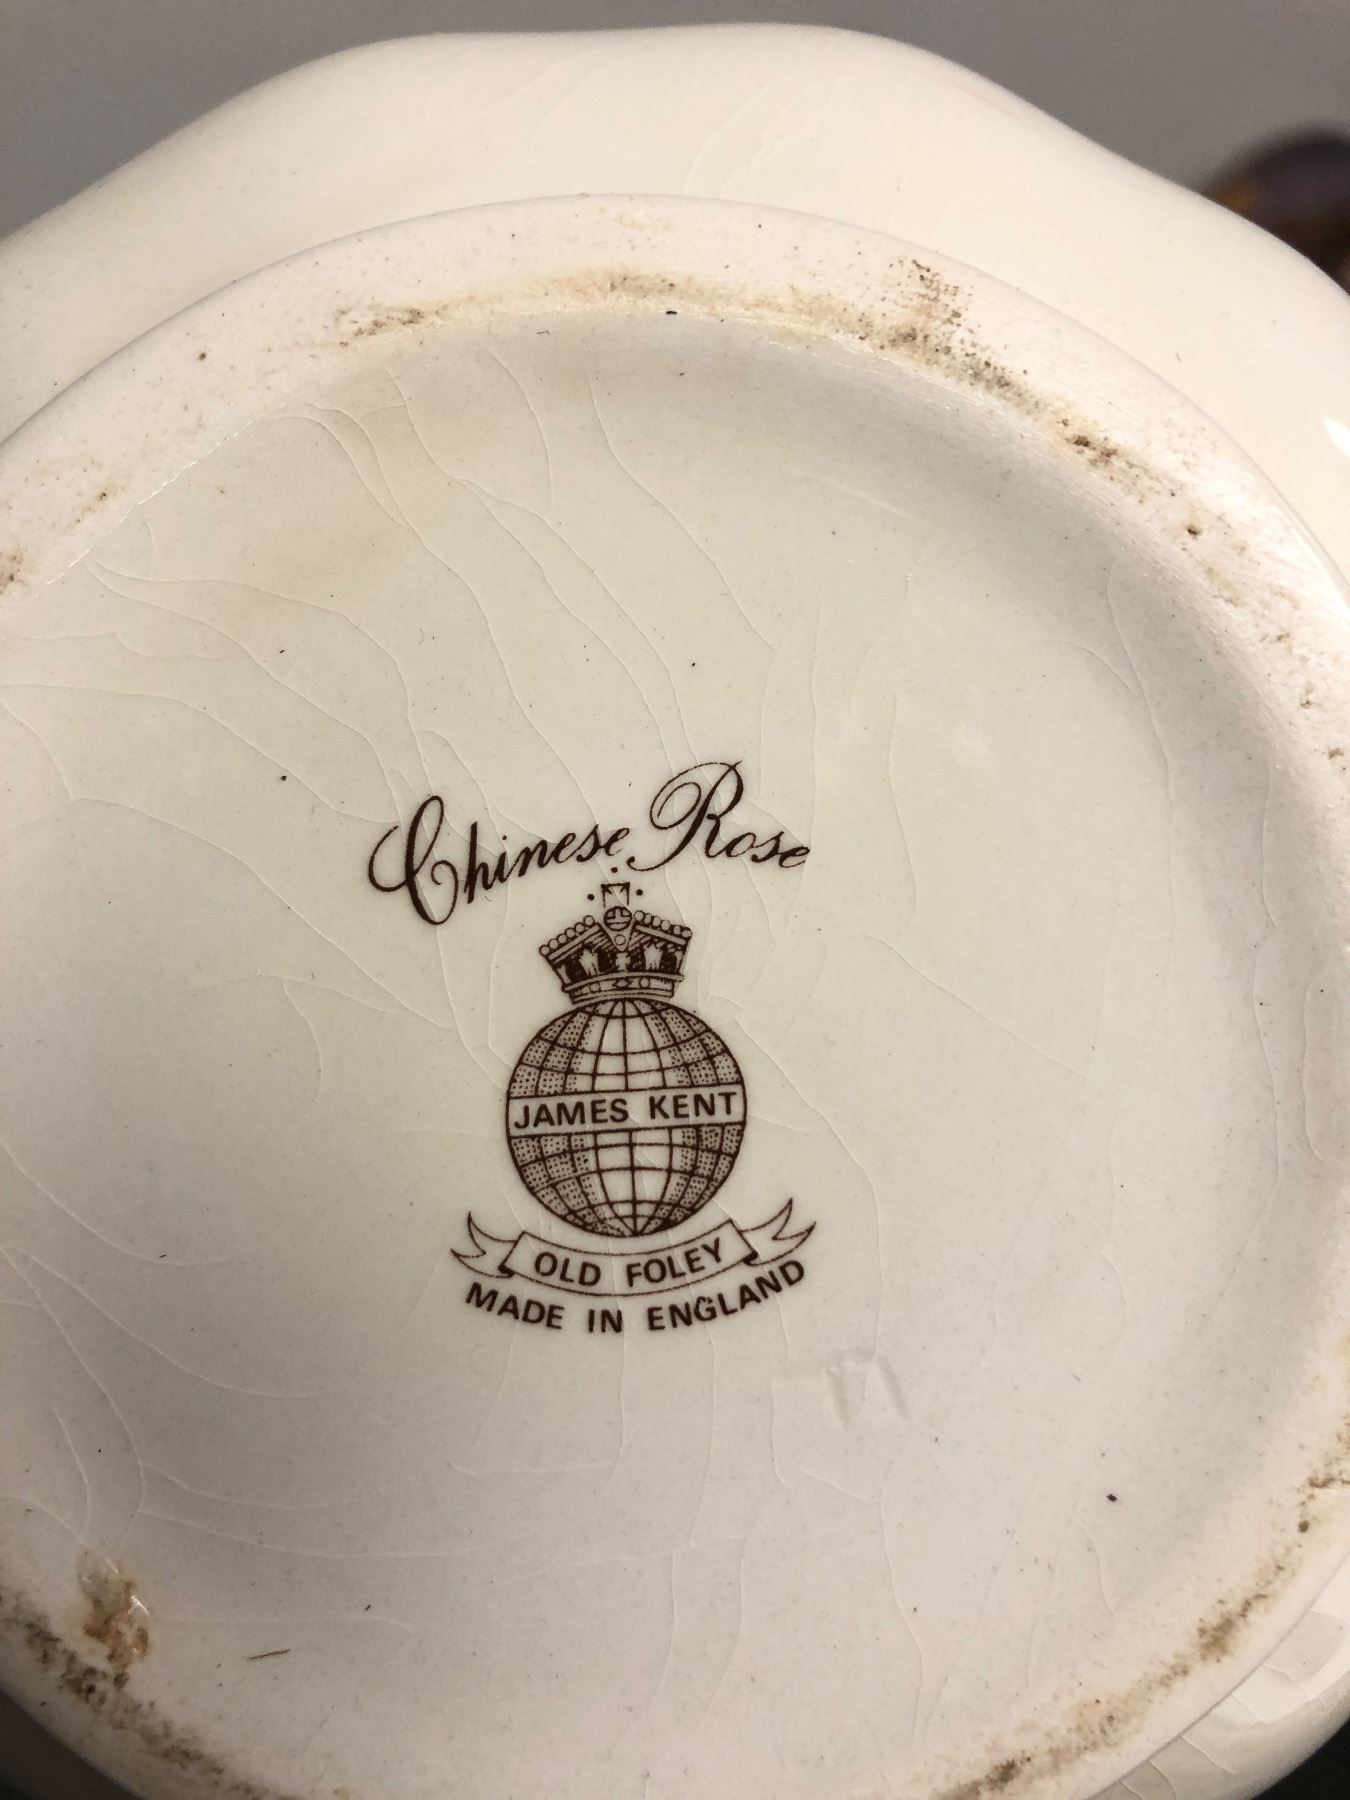 Chinese Rose
JAMES KENT
OLD FOLEY
MADE IN ENGLAND